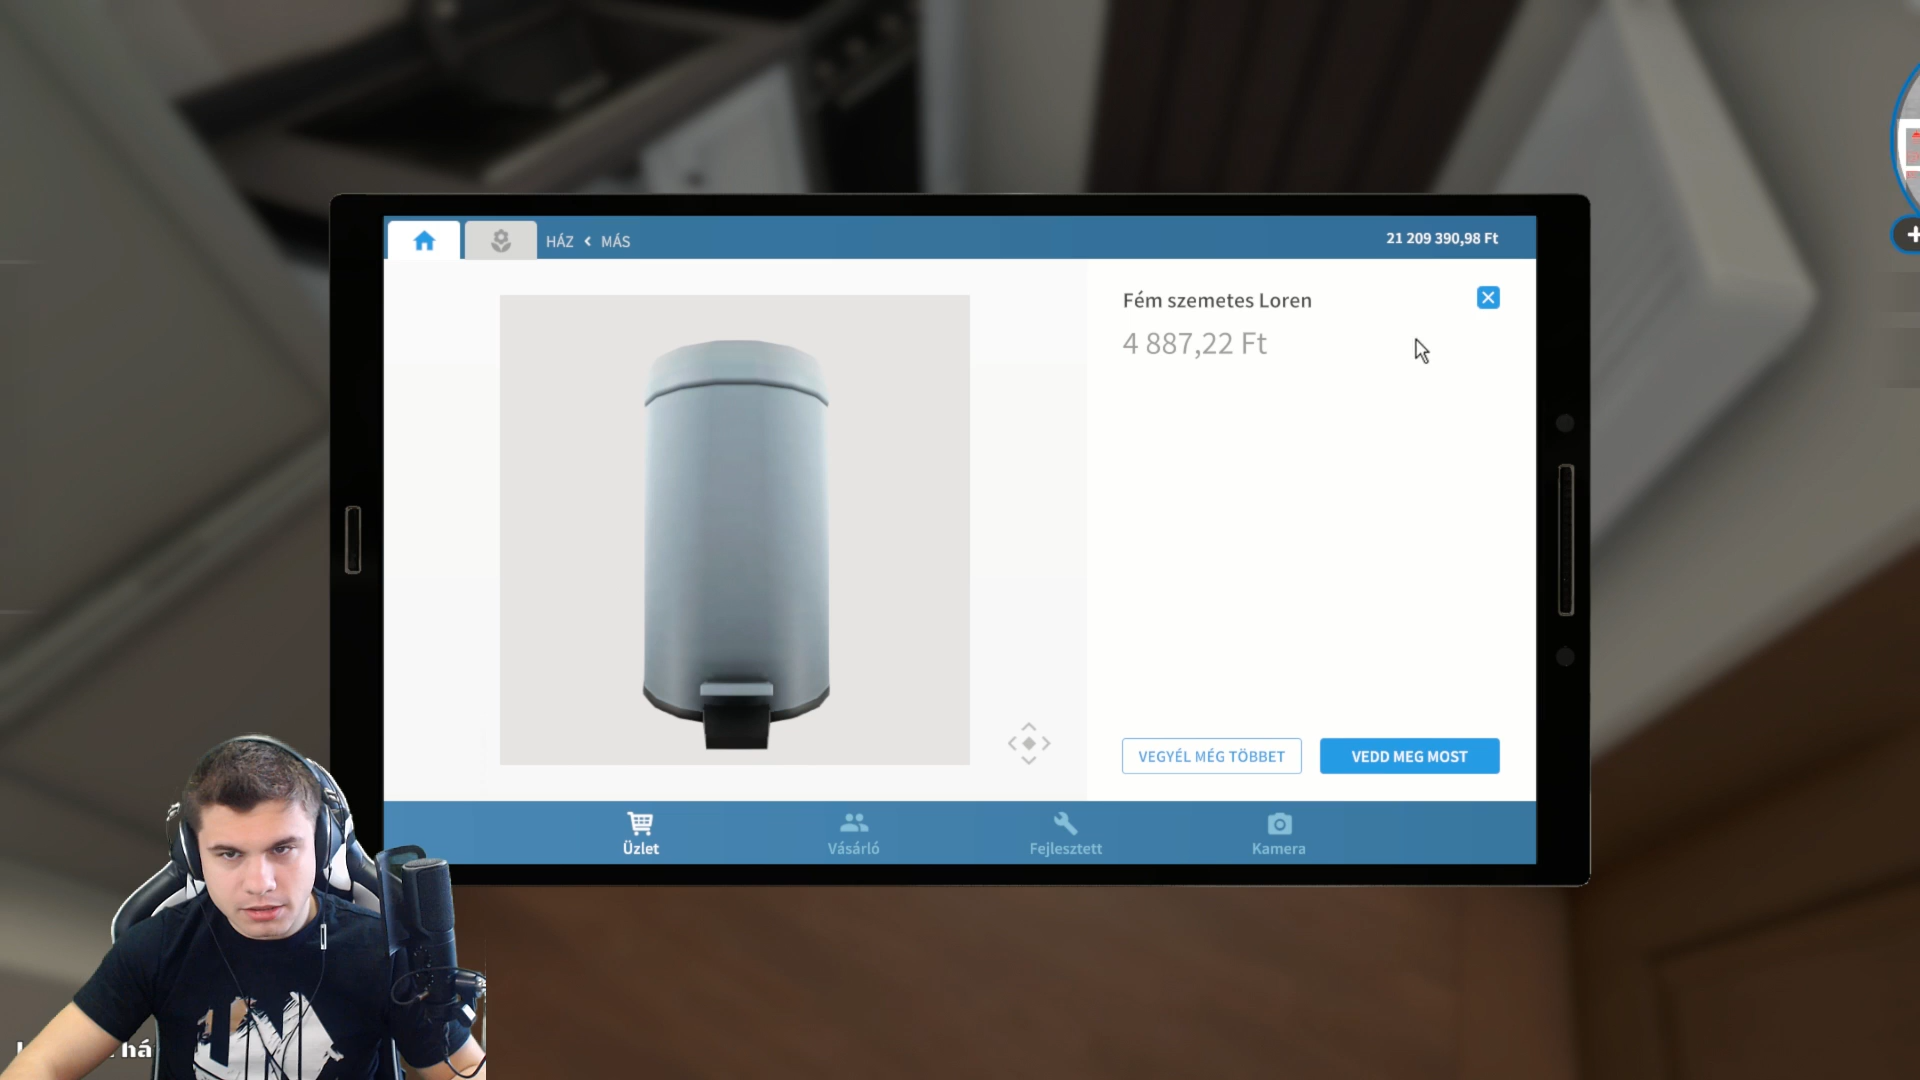 HÁZ < MÁS
21 209 390,98 Ft
Fém szemetes Loren
4 887,22 Ft
VEGYÉL MÉG TÖBBET
VEDD MEG MOST
Üzlet
Vásárló
Fejlesztett
Kamera